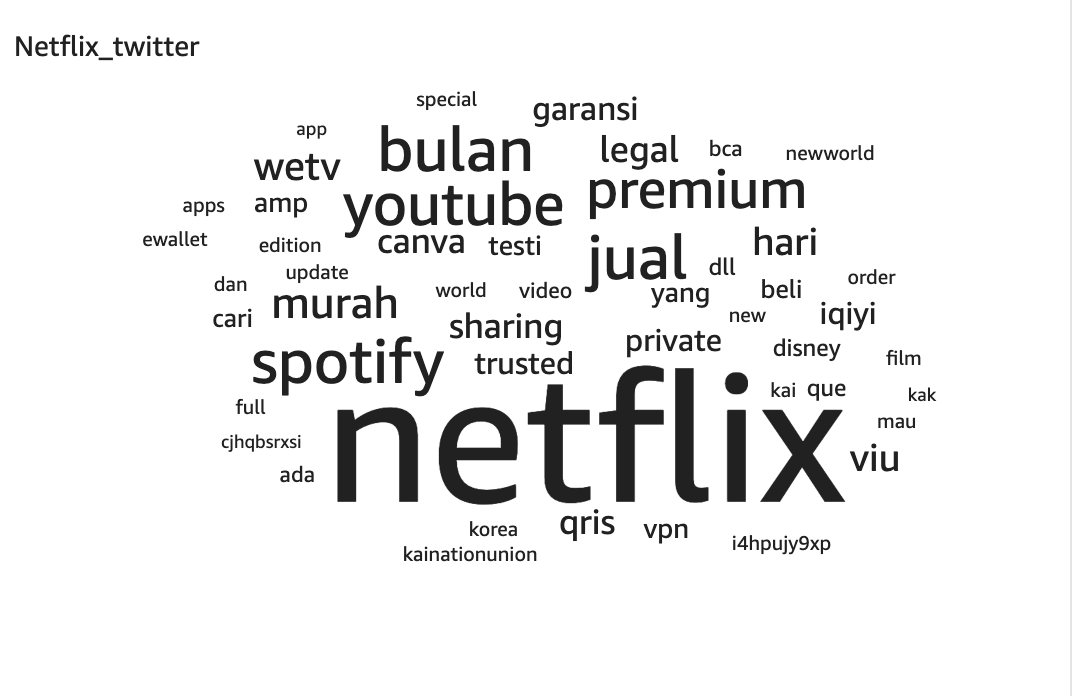 Netflix_twitter
special
garansi
app
bulan
legal
bca
newworld
wetv
premium
apps
amp
youtube
ewallet
edition
canva
testi
jual
hari
dan
update
dll
order
murah
world
video
yang
beli
cari
sharing
new
iqiyi
private
disney
spotify
trusted
film
kai
que
kak
full
netflix
mau
cjhqbsrxsi
viu
ada
korea
qris
vpn
kainationunion
i4hpujy9xp